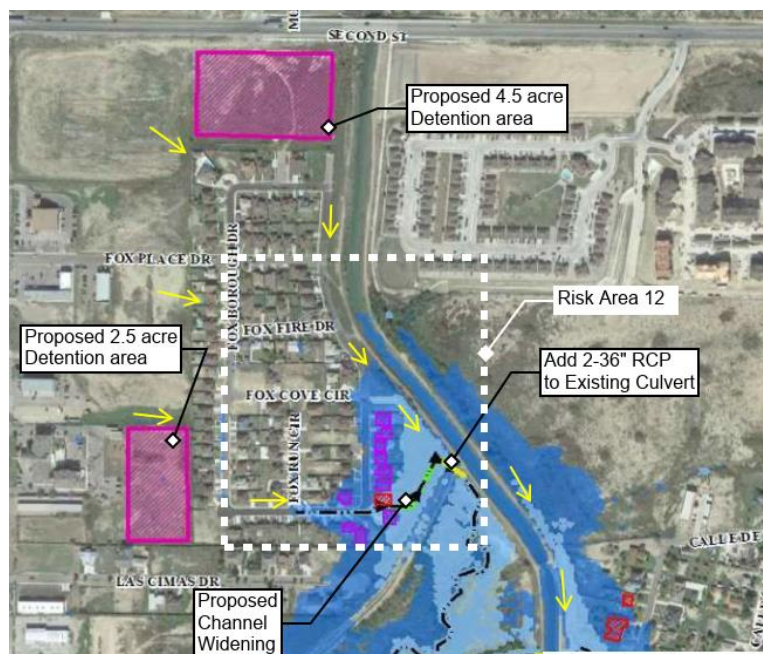 MU
SECOND ST
Proposed 4.5 acre
Detention area
FOX PLACE DR
FOX BOROUGH DR
Risk Area 12
FOX FIRE DR
Proposed 2.5 acre
Detention area
Add 2-36" RCP
to Existing Culvert
FOX COVE CIR
FOX RUN CIR
CALLE DE
LAS CIMAS DR
Proposed
Channel
Widening